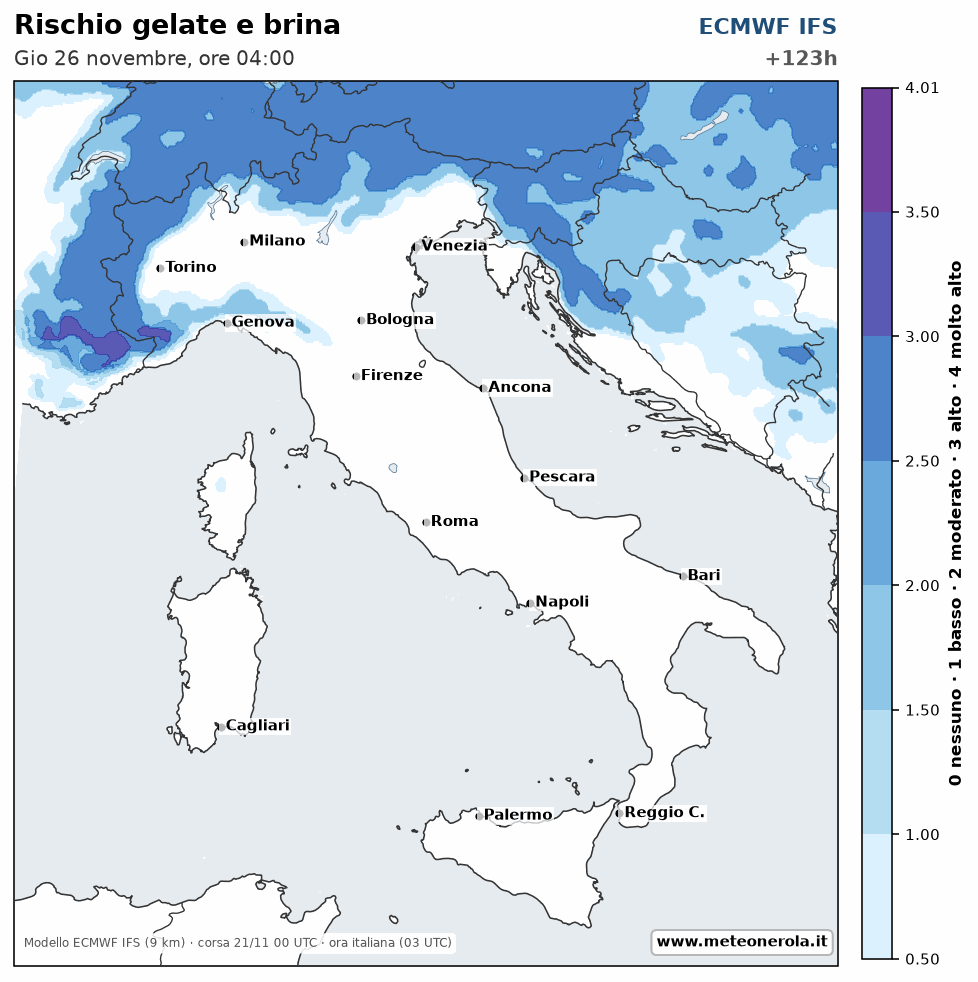 Rischio gelate e brina
ECMWF IFS
Gio 26 novembre, ore 04:00
+123h
4.01
3.50
3.00
2.50
2.00
1.50
1.00
0.50
0 nessuno · 1 basso · 2 moderato · 3 alto · 4 molto alto
Milano
Venezia
Torino
Genova
Bologna
Firenze
Ancona
Pescara
Roma
Bari
Napoli
Cagliari
Palermo
Reggio C.
Modello ECMWF IFS (9 km) · corsa 21/11 00 UTC · ora italiana (03 UTC)
www.meteonerola.it